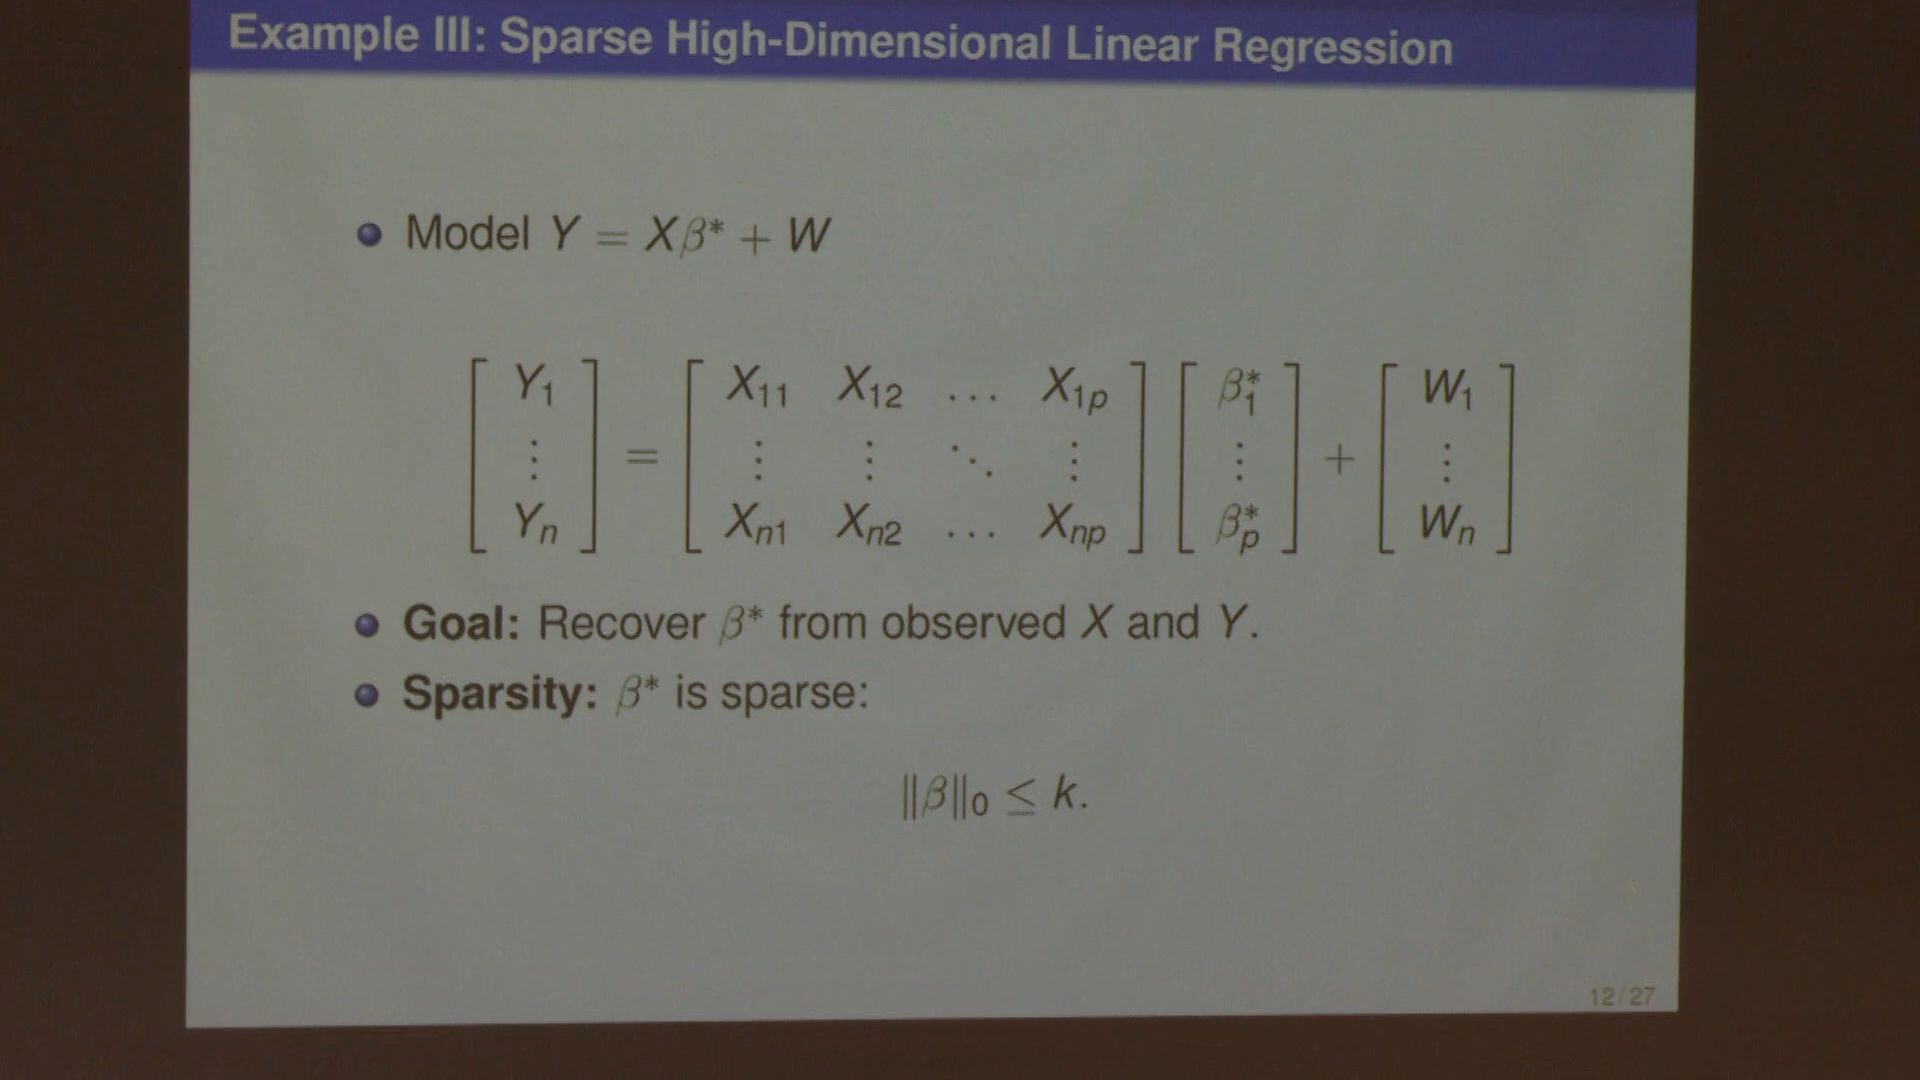 Example III: Sparse High-Dimensional Linear Regression
Model Y = Xβ* + W
[ Y₁ ⋮ Yₙ ] = [ X₁₁ X₁₂ … X₁ₚ ⋮ ⋮ ⋱ ⋮ Xₙ₁ Xₙ₂ … Xₙₚ ] [ β₁* ⋮ βₚ* ] + [ W₁ ⋮ Wₙ ]
Goal: Recover β* from observed X and Y.
Sparsity: β* is sparse:
‖β‖₀ ≤ k.
12/27